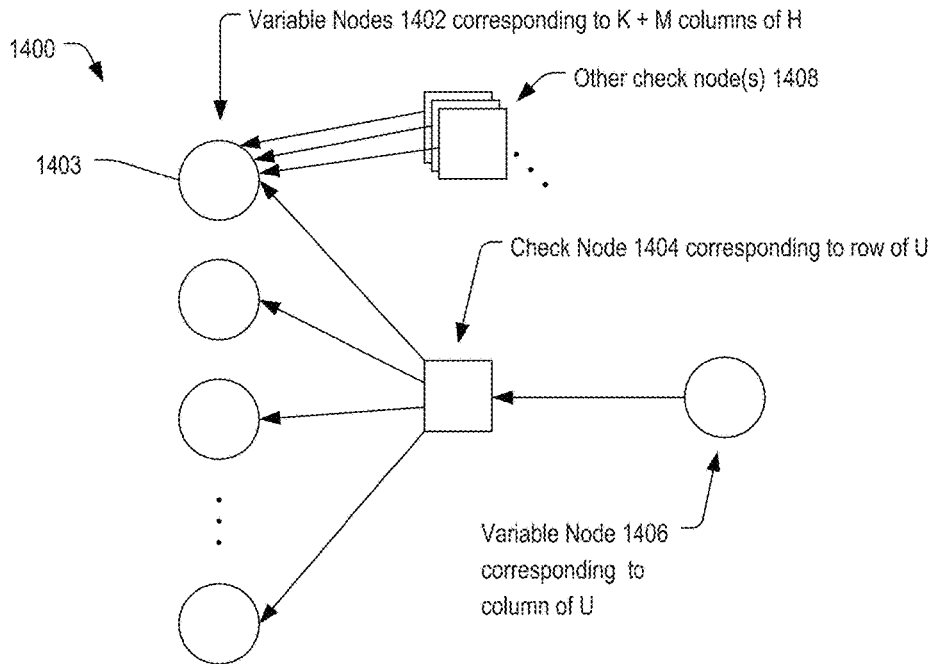 Variable Nodes 1402 corresponding to K + M columns of H
1400
Other check node(s) 1408
1403
Check Node 1404 corresponding to row of U
Variable Node 1406
corresponding to
column of U